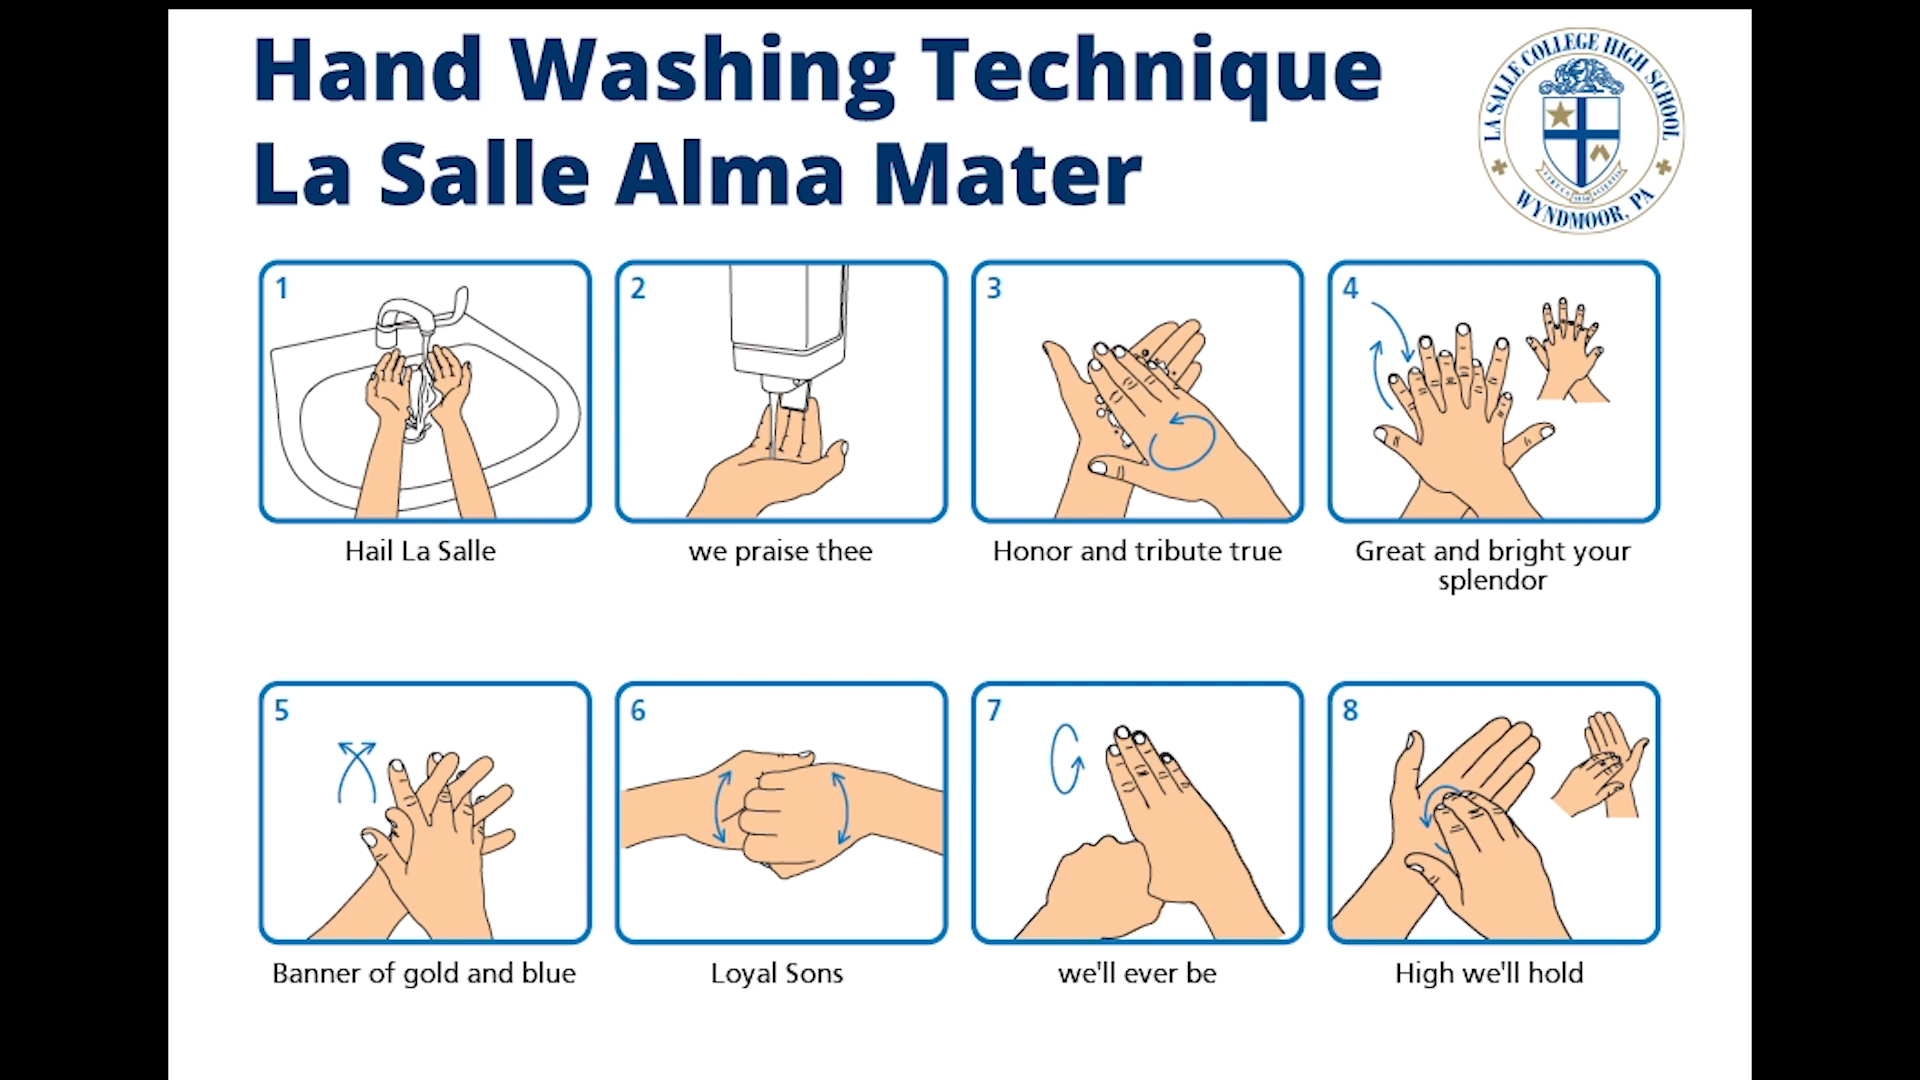 Hand Washing Technique
La Salle Alma Mater
LA SALLE COLLEGE HIGH SCHOOL
WYNDMOOR, PA
1
2
3
4
Hail La Salle
we praise thee
Honor and tribute true
Great and bright your
splendor
5
6
7
8
Banner of gold and blue
Loyal Sons
we'll ever be
High we'll hold